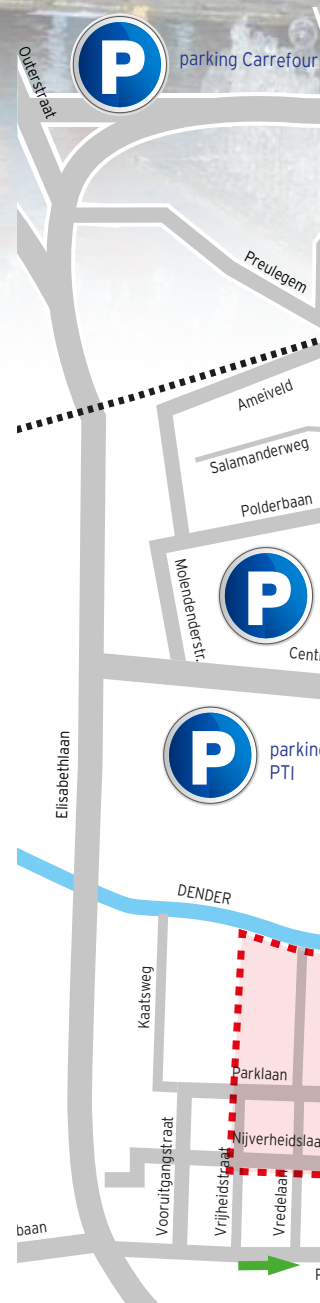 Outerstraat
P
parking Carrefour
Preulegem
Ameiveld
Salamanderweg
Polderbaan
Molendenderstr.
P
Cent
P
parking
PTI
Elisabethlaan
DENDER
Kaatsweg
Parklaan
Nijverheidslaa
Vooruitgangstraat
Vrijheidstraat
Vredelaan
baan